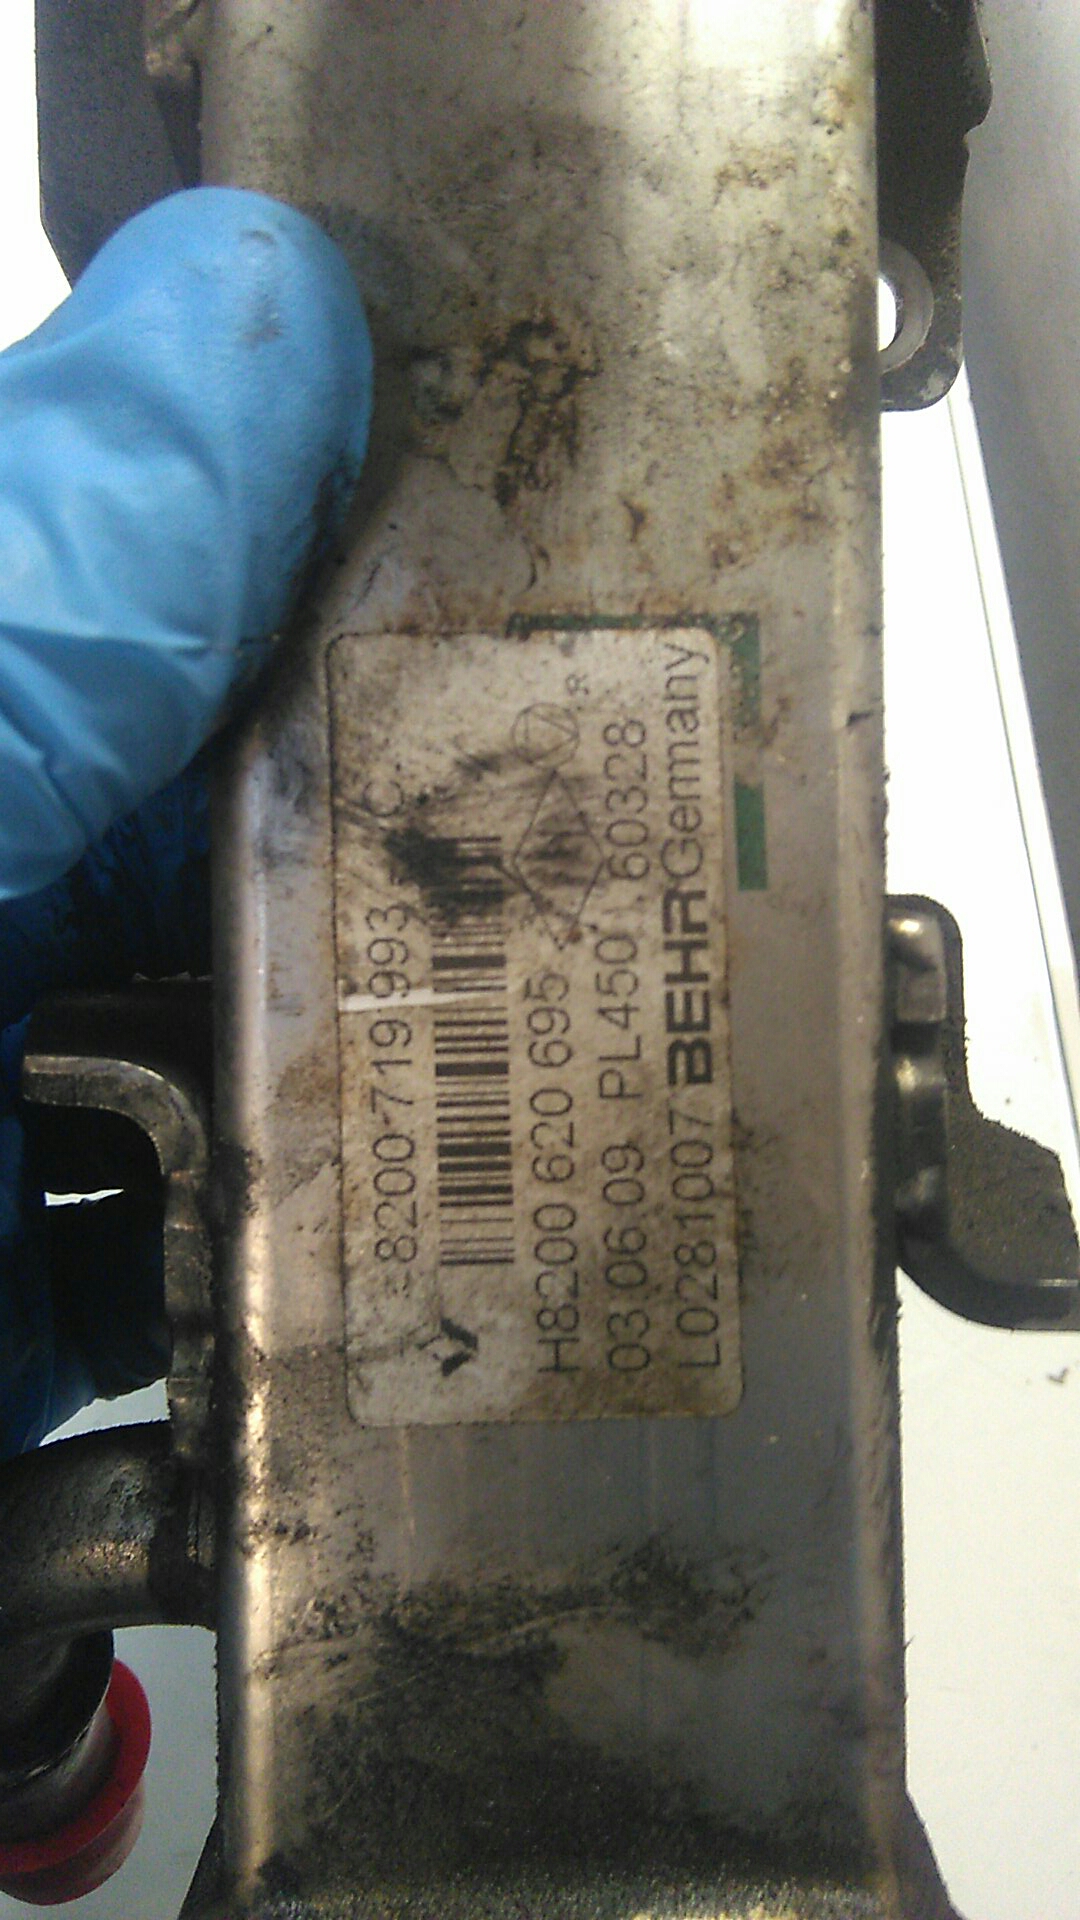 8200 719 993 C
H8200 620 695
R
03 06 09 PL450 60328
L0281007 BEHR Germany